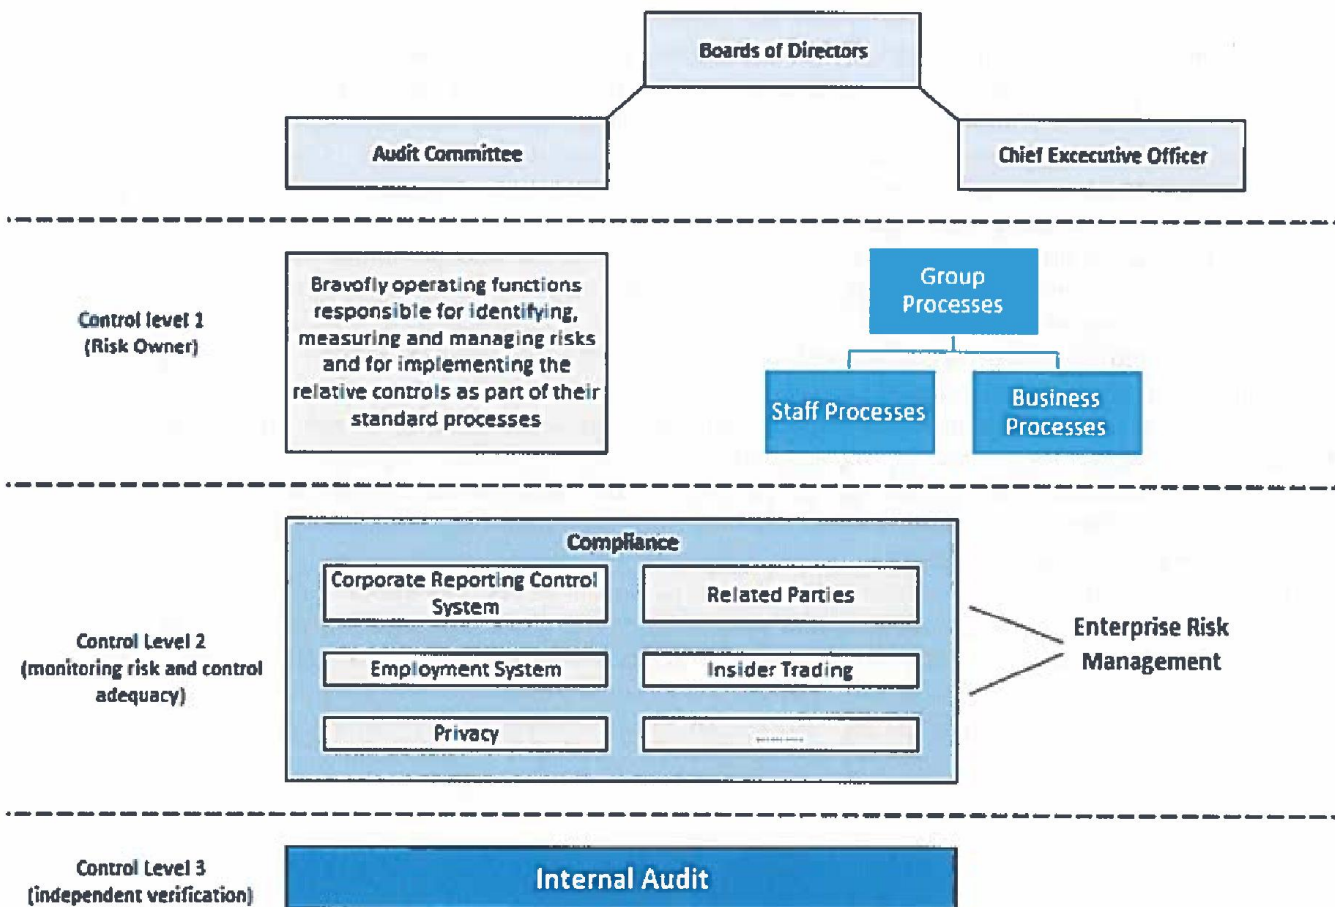 Boards of Directors
Audit Committee
Chief Excecutive Officer
Control level 1
(Risk Owner)
Bravofly operating functions
responsible for identifying,
measuring and managing risks
and for implementing the
relative controls as part of their
standard processes
Group
Processes
Staff Processes
Business
Processes
Control Level 2
(monitoring risk and control
adequacy)
Compliance
Corporate Reporting Control
System
Related Parties
Employment System
Insider Trading
Privacy
........
Enterprise Risk
Management
Control Level 3
(independent verification)
Internal Audit